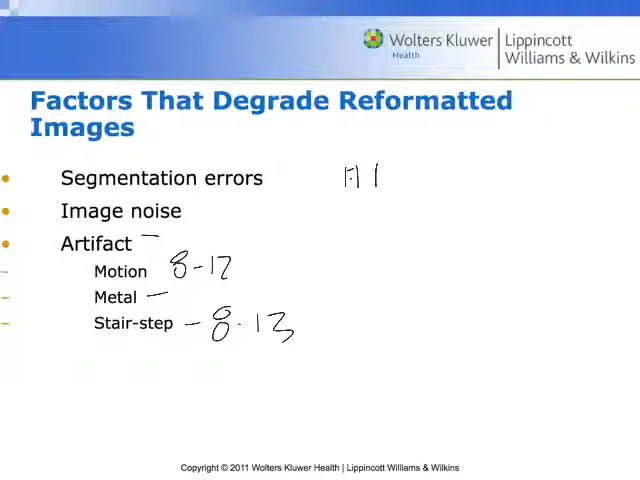 Wolters Kluwer
Health
Lippincott
Williams & Wilkins
Factors That Degrade Reformatted
Images
• Segmentation errors
• Image noise
• Artifact –
– Motion 8-12
– Metal –
– Stair-step – 8-13
Copyright © 2011 Wolters Kluwer Health | Lippincott Williams & Wilkins